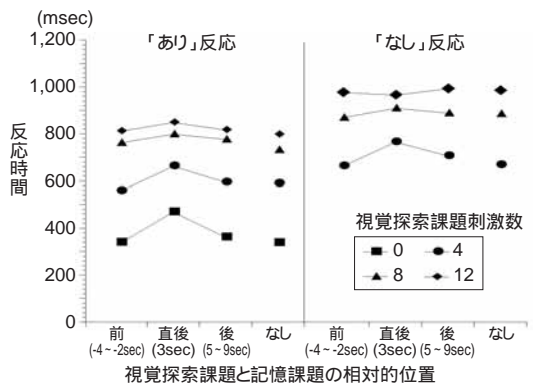 (msec)
1,200
1,000
800
600
400
200
0
反応時間
「あり」反応
「なし」反応
視覚探索課題刺激数
0 4
8 12
前 直後 後 なし 前 直後 後 なし
(-4 ~ -2sec) (3sec) (5 ~ 9sec) (-4 ~ -2sec) (3sec) (5 ~ 9sec)
視覚探索課題と記憶課題の相対的位置